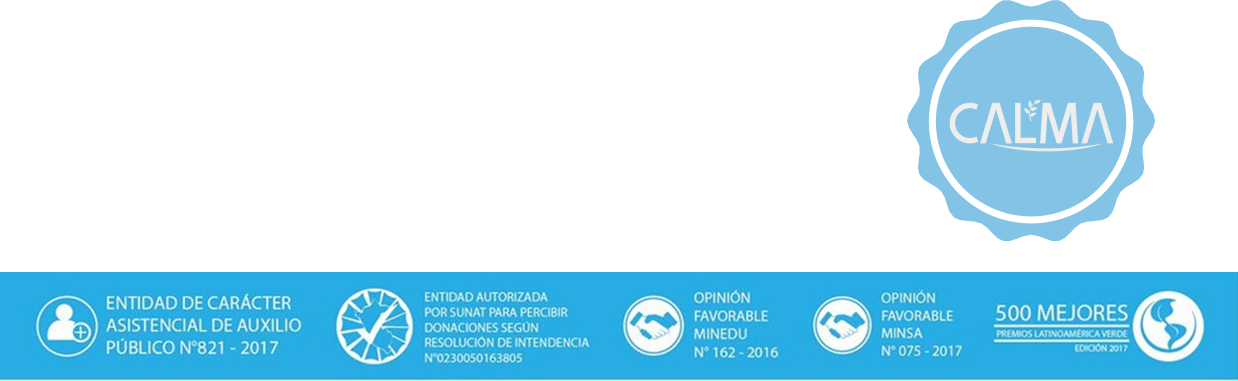 CALMA
ENTIDAD DE CARÁCTER
ASISTENCIAL DE AUXILIO
PÚBLICO N°821 - 2017
ENTIDAD AUTORIZADA
POR SUNAT PARA PERCIBIR
DONACIONES SEGÚN
RESOLUCIÓN DE INTENDENCIA
N°0230050163805
OPINIÓN
FAVORABLE
MINEDU
N° 162 - 2016
OPINIÓN
FAVORABLE
MINSA
N° 075 - 2017
500 MEJORES
PREMIOS LATINOAMÉRICA VERDE
EDICIÓN 2017